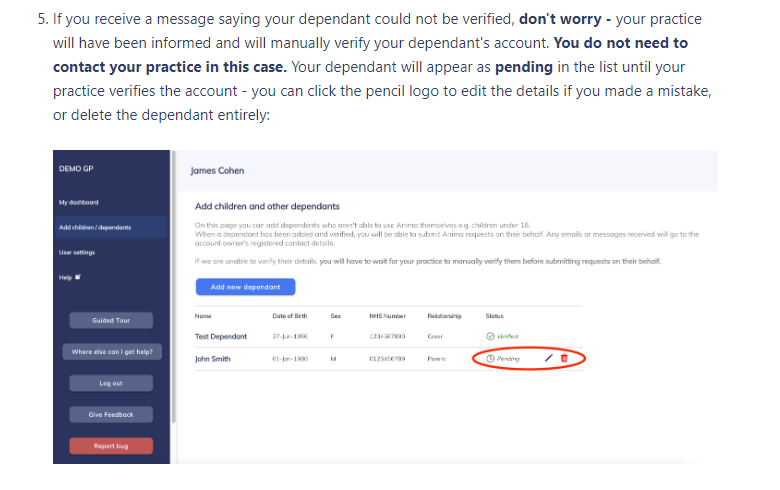 5. If you receive a message saying your dependant could not be verified, don't worry - your practice
will have been informed and will manually verify your dependant's account. You do not need to
contact your practice in this case. Your dependant will appear as pending in the list until your
practice verifies the account - you can click the pencil logo to edit the details if you made a mistake,
or delete the dependant entirely:
DEMO GP
James Cohen
My dashboard
Add children / dependants
User settings
Help
Guided Tour
Where else can I get help?
Log out
Give Feedback
Report bug
Add children and other dependants
On this page you can add dependants who aren't able to use Anima themselves e.g. children under 16.
When a dependant has been added and verified, you will be able to submit Anima requests on their behalf. Any emails or messages received will go to the
account owner's registered contact details.
If we are unable to verify their details, you will have to wait for your practice to manually verify them before submitting requests on their behalf.
Add new dependant
Name Date of Birth Sex NHS Number Relationship Status
Test Dependant F Carer Verified
John Smith M Parent Pending